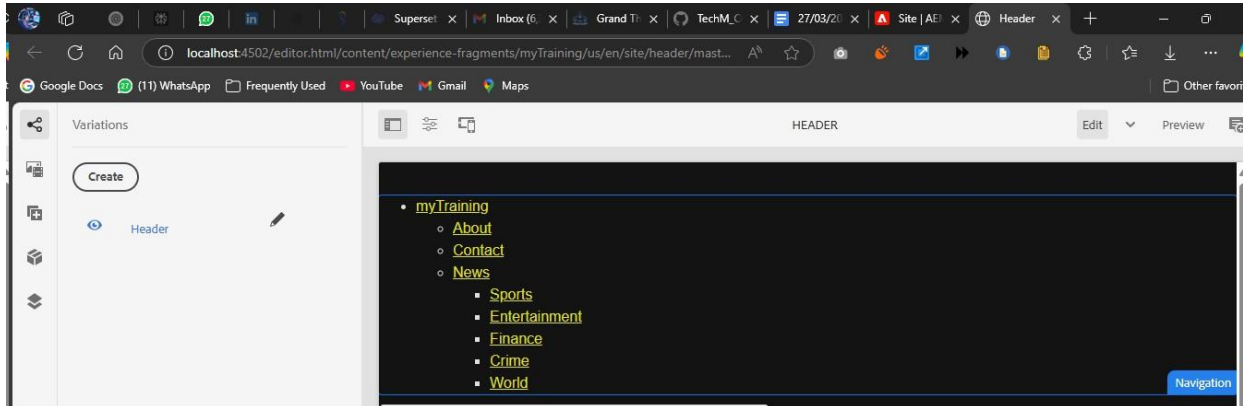 Superset
Inbox (6,
Grand Th
TechM_C
27/03/20
Site | AEM
Header
localhost:4502/editor.html/content/experience-fragments/myTraining/us/en/site/header/mast...
Google Docs
(11) WhatsApp
Frequently Used
YouTube
Gmail
Maps
Other favori
Variations
HEADER
Edit
Preview
Create
Header
myTraining
About
Contact
News
Sports
Entertainment
Finance
Crime
World
Navigation